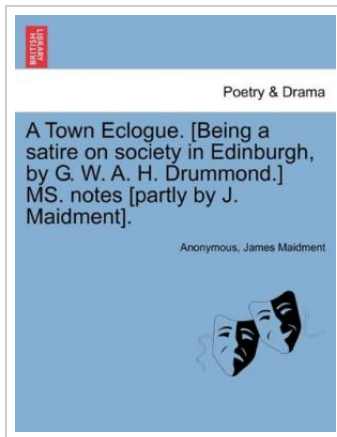 BRITISH
LIBRARY
Poetry & Drama
A Town Eclogue. [Being a
satire on society in Edinburgh,
by G. W. A. H. Drummond.]
MS. notes [partly by J.
Maidment].
Anonymous, James Maidment